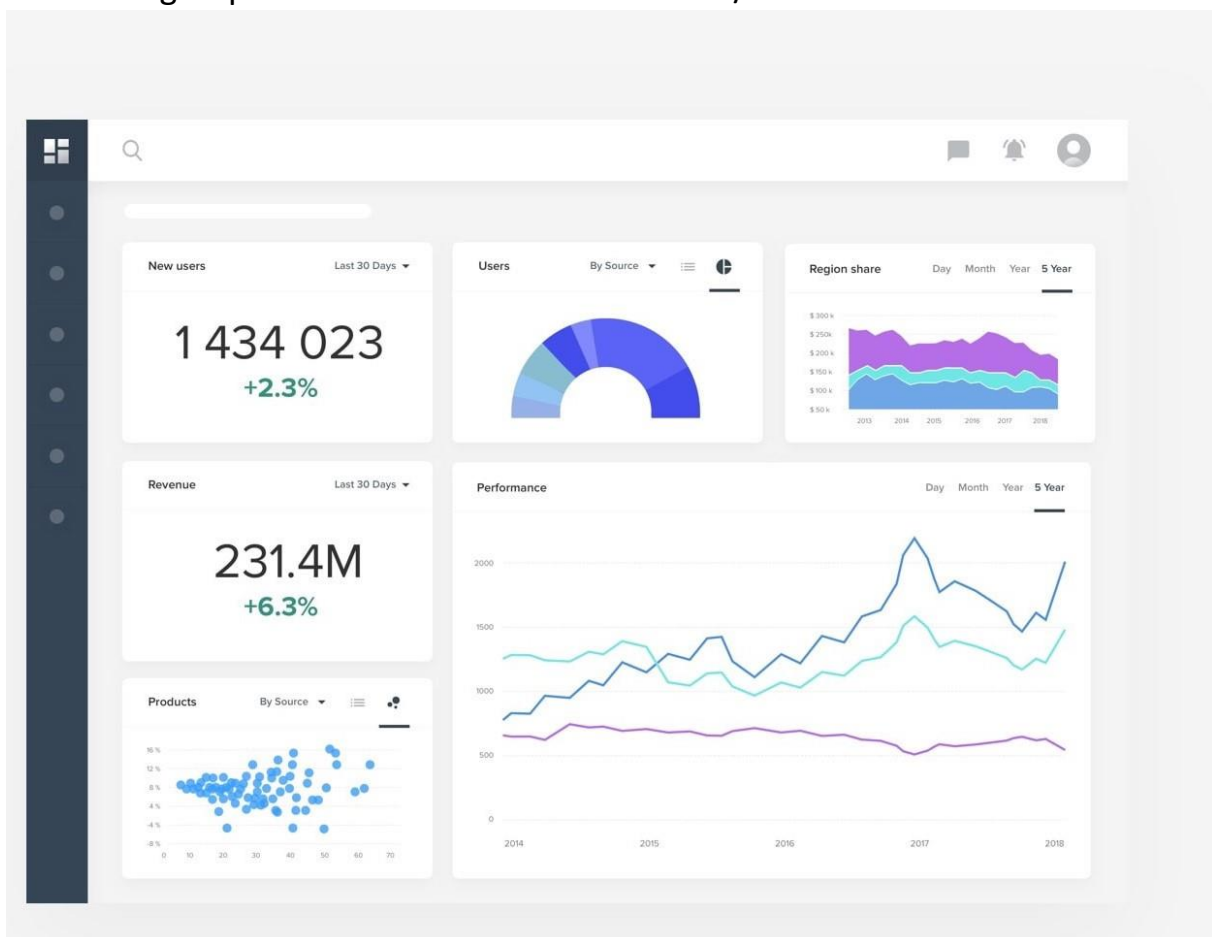 New users Last 30 Days
1 434 023
+2.3%
Users By Source
Region share Day Month Year 5 Year
$ 300 k
$ 250k
$ 200 k
$ 150 k
$ 100 k
$ 50 k
2013 2014 2015 2016 2017 2018
Revenue Last 30 Days
231.4M
+6.3%
Performance Day Month Year 5 Year
2000
1500
1000
500
0
2014 2015 2016 2017 2018
Products By Source
16 %
12 %
8 %
4 %
-4 %
-8 %
0 10 20 30 40 50 60 70